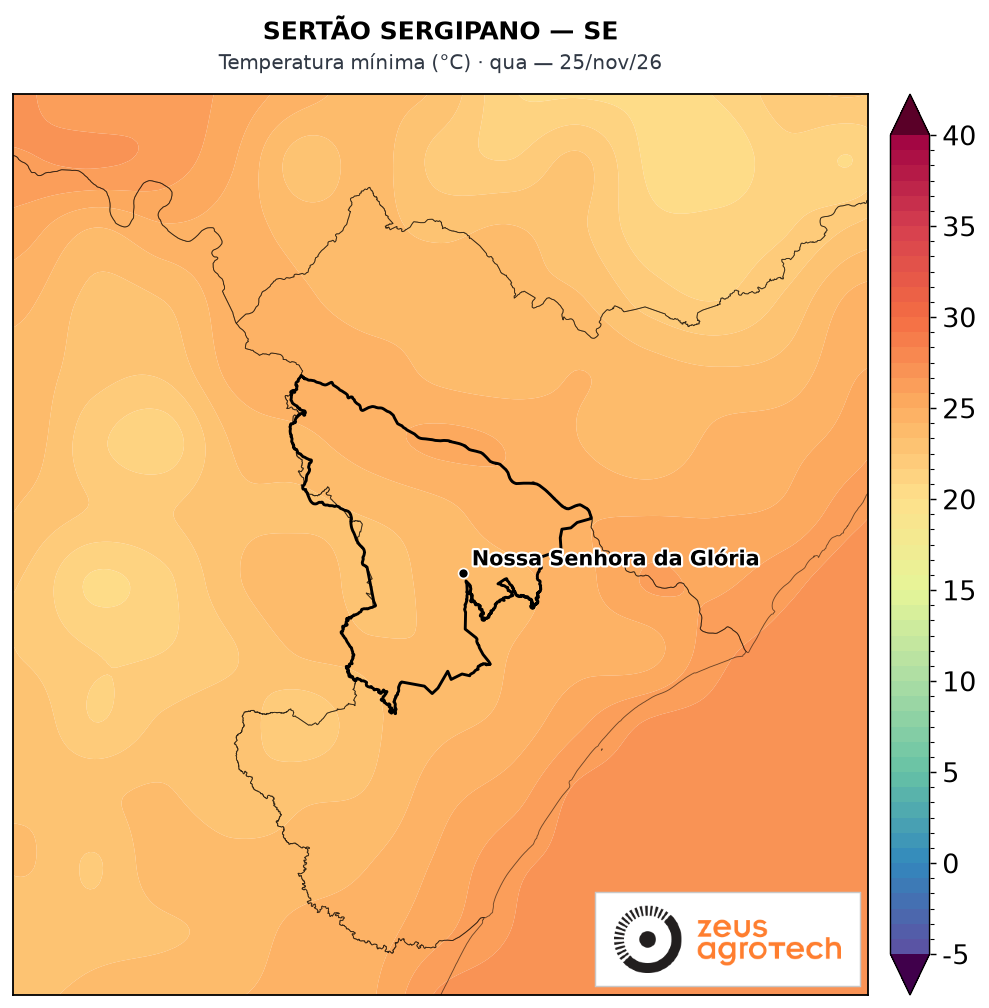 SERTÃO SERGIPANO — SE
Temperatura mínima (°C) · qua — 25/nov/26
40
35
30
25
20
15
10
5
0
-5
Nossa Senhora da Glória
zeus
agrotech